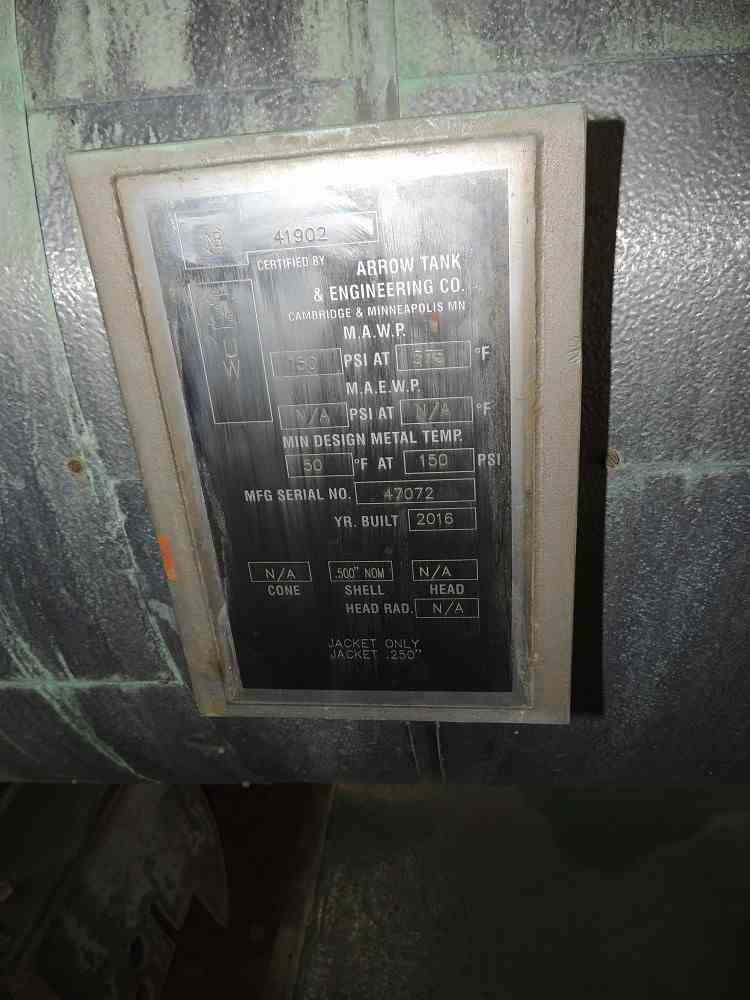 NB 41902
CERTIFIED BY ARROW TANK
& ENGINEERING CO.
CAMBRIDGE & MINNEAPOLIS MN
M.A.W.P.
150 PSI AT 375 °F
M.A.E.W.P.
N/A PSI AT N/A °F
MIN DESIGN METAL TEMP.
50 °F AT 150 PSI
MFG SERIAL NO. 47072
YR. BUILT 2016
N/A .500" NOM N/A
CONE SHELL HEAD
HEAD RAD. N/A
JACKET ONLY
JACKET .250"